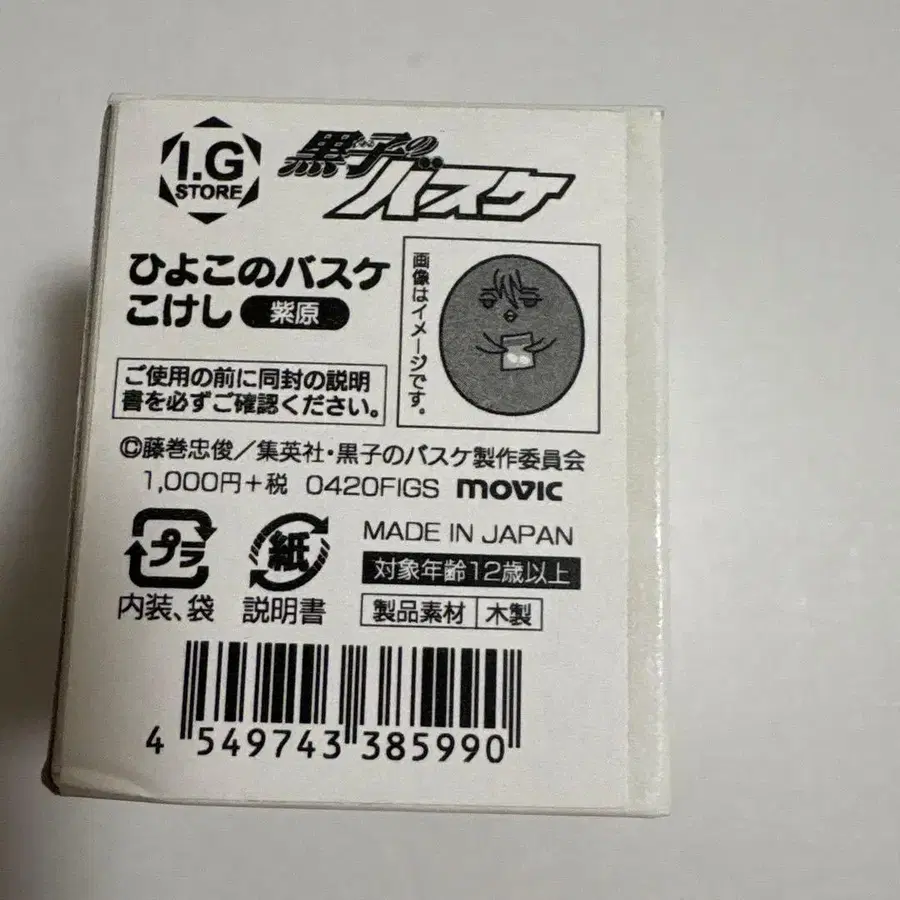 I.G
STORE
黒子の
バスケ
ひよこのバスケ
こけし 紫原
画像はイメージです。
ご使用の前に同封の説明
書を必ずご確認ください。
©藤巻忠俊／集英社・黒子のバスケ製作委員会
1,000円+税 0420FIGS movic
プラ
紙
内装、袋
説明書
MADE IN JAPAN
対象年齢12歳以上
製品素材 木製
4 549743 385990